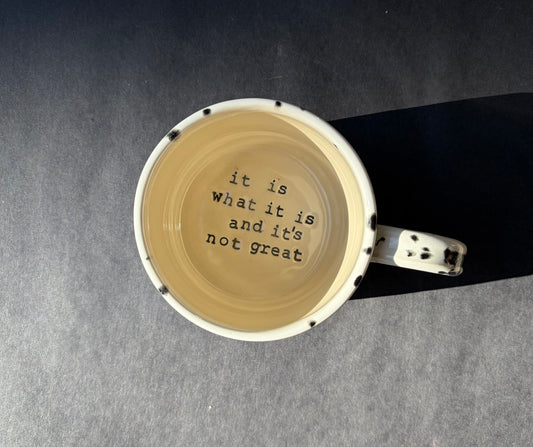 it is
what it is
and it's
not great